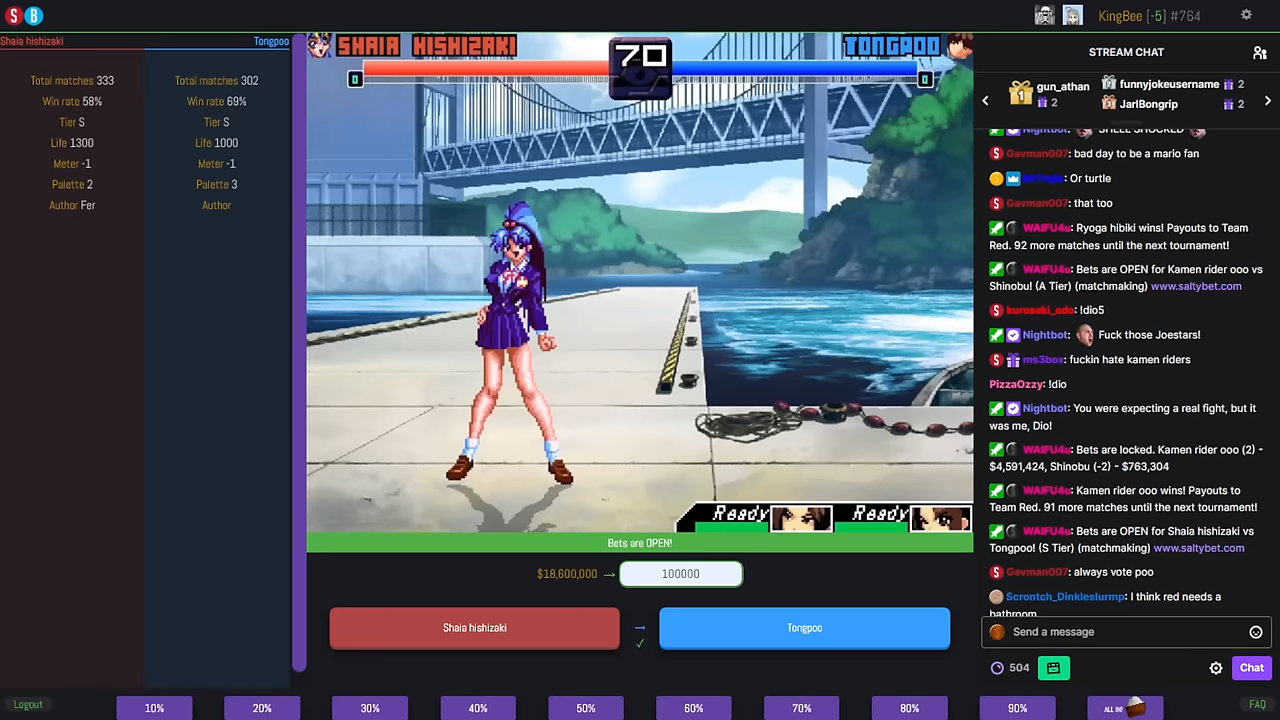 S B
KingBee [-5] #764
Shaia hishizaki
Tongpoo
Total matches 333
Total matches 302
Win rate 58%
Win rate 69%
Tier S
Tier S
Life 1300
Life 1000
Meter -1
Meter -1
Palette 2
Palette 3
Author Fer
Author
SHAIA HISHIZAKI
70
TONGPOO
0
0
Ready
Ready
Bets are OPEN!
$18,600,000 →
100000
Shaia hishizaki
→
✓
Tongpoo
STREAM CHAT
1
gun_athan
2
funnyjokeusername 2
JarlBongrip 2
Nightbot: SHELL SHOCKED
Gavman007: bad day to be a mario fan
: Or turtle
Gavman007: that too
WAIFU4u: Ryoga hibiki wins! Payouts to Team
Red. 92 more matches until the next tournament!
WAIFU4u: Bets are OPEN for Kamen rider ooo vs
Shinobu! (A Tier) (matchmaking) www.saltybet.com
kurosaki_edo: !dio5
Nightbot: Fuck those Joestars!
ms3box: fuckin hate kamen riders
PizzaOzzy: !dio
Nightbot: You were expecting a real fight, but it
was me, Dio!
WAIFU4u: Bets are locked. Kamen rider ooo (2) -
$4,591,424, Shinobu (-2) - $763,304
WAIFU4u: Kamen rider ooo wins! Payouts to
Team Red. 91 more matches until the next tournament!
WAIFU4u: Bets are OPEN for Shaia hishizaki vs
Tongpoo! (S Tier) (matchmaking) www.saltybet.com
Gavman007: always vote poo
Scrontch_Dinkleslurmp: I think red needs a
bathroom
Send a message
504
Chat
Logout
10%
20%
30%
40%
50%
60%
70%
80%
90%
ALL IN!
FAQ